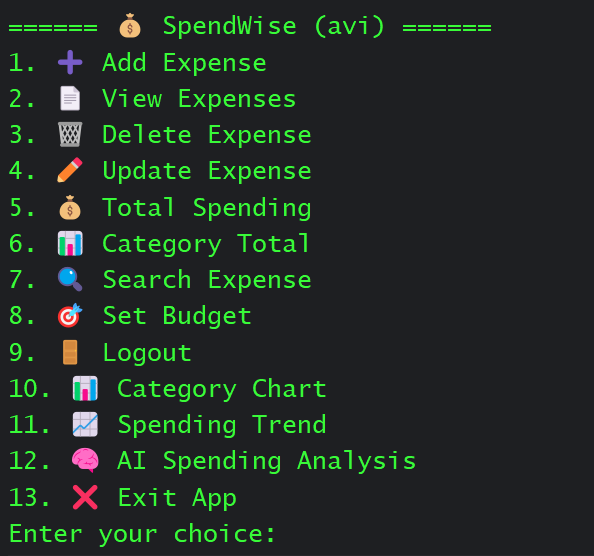 ====== 💰 SpendWise (avi) ======
1. ➕ Add Expense
2. 📄 View Expenses
3. 🗑️ Delete Expense
4. ✏️ Update Expense
5. 💰 Total Spending
6. 📊 Category Total
7. 🔍 Search Expense
8. 🎯 Set Budget
9. 🚪 Logout
10. 📊 Category Chart
11. 📈 Spending Trend
12. 🧠 AI Spending Analysis
13. ❌ Exit App
Enter your choice: